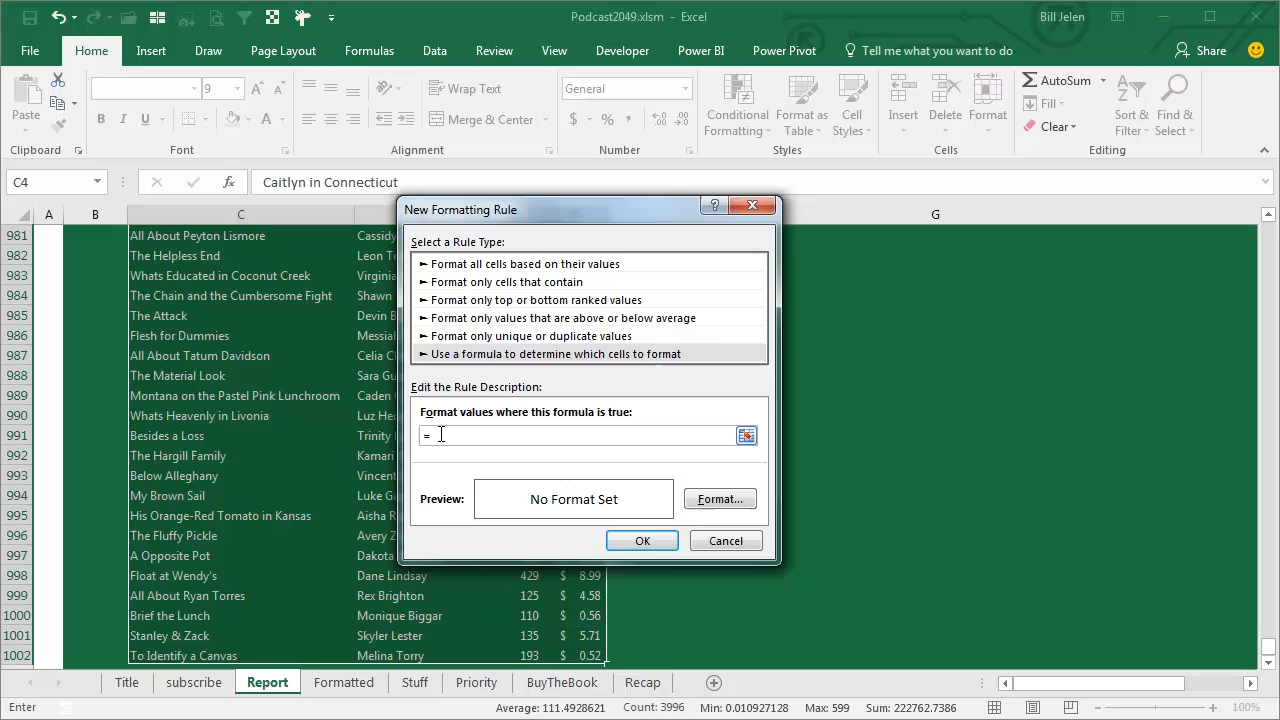 Podcast2049.xlsm - Excel
Bill Jelen
File Home Insert Draw Page Layout Formulas Data Review View Developer Power BI Power Pivot Tell me what you want to do Share
9 Wrap Text General AutoSum
Paste Conditional Format as Cell Insert Delete Format Fill Sort & Find &
B I U A Merge & Center $ % Formatting Table Styles Clear Filter Select
Clipboard Font Alignment Number Styles Cells Editing
C4 fx Caitlyn in Connecticut
A B C G
981 All About Peyton Lismore
982 The Helpless End Leon
983 Whats Educated in Coconut Creek
984 The Chain and the Cumbersome Fight Shawn
985 The Attack Devin
986 Flesh for Dummies
987 All About Tatum Davidson Celia
988 The Material Look Sara
989 Montana on the Pastel Pink Lunchroom Caden
990 Whats Heavenly in Livonia Luz
991 Besides a Loss Trinity
992 The Hargill Family
993 Below Alleghany Vincent
994 My Brown Sail Luke
995 His Orange-Red Tomato in Kansas Aisha
996 The Fluffy Pickle Avery
997 A Opposite Pot Dakota
998 Float at Wendy's Dane Lindsay 429 $ 8.99
999 All About Ryan Torres Rex Brighton 125 $ 4.58
1000 Brief the Lunch Monique Biggar 110 $ 0.56
1001 Stanley & Zack Skyler Lester 135 $ 5.71
1002 To Identify a Canvas Melina Torry 193 $ 0.52
New Formatting Rule
Select a Rule Type:
► Format all cells based on their values
► Format only cells that contain
► Format only top or bottom ranked values
► Format only values that are above or below average
► Format only unique or duplicate values
► Use a formula to determine which cells to format
Edit the Rule Description:
Format values where this formula is true:
=
Preview: No Format Set Format...
OK Cancel
Title subscribe Report Formatted Stuff Priority BuyTheBook Recap
Enter Average: 111.4928621 Count: 3996 Min: 0.010927128 Max: 599 Sum: 222762.7386 100%